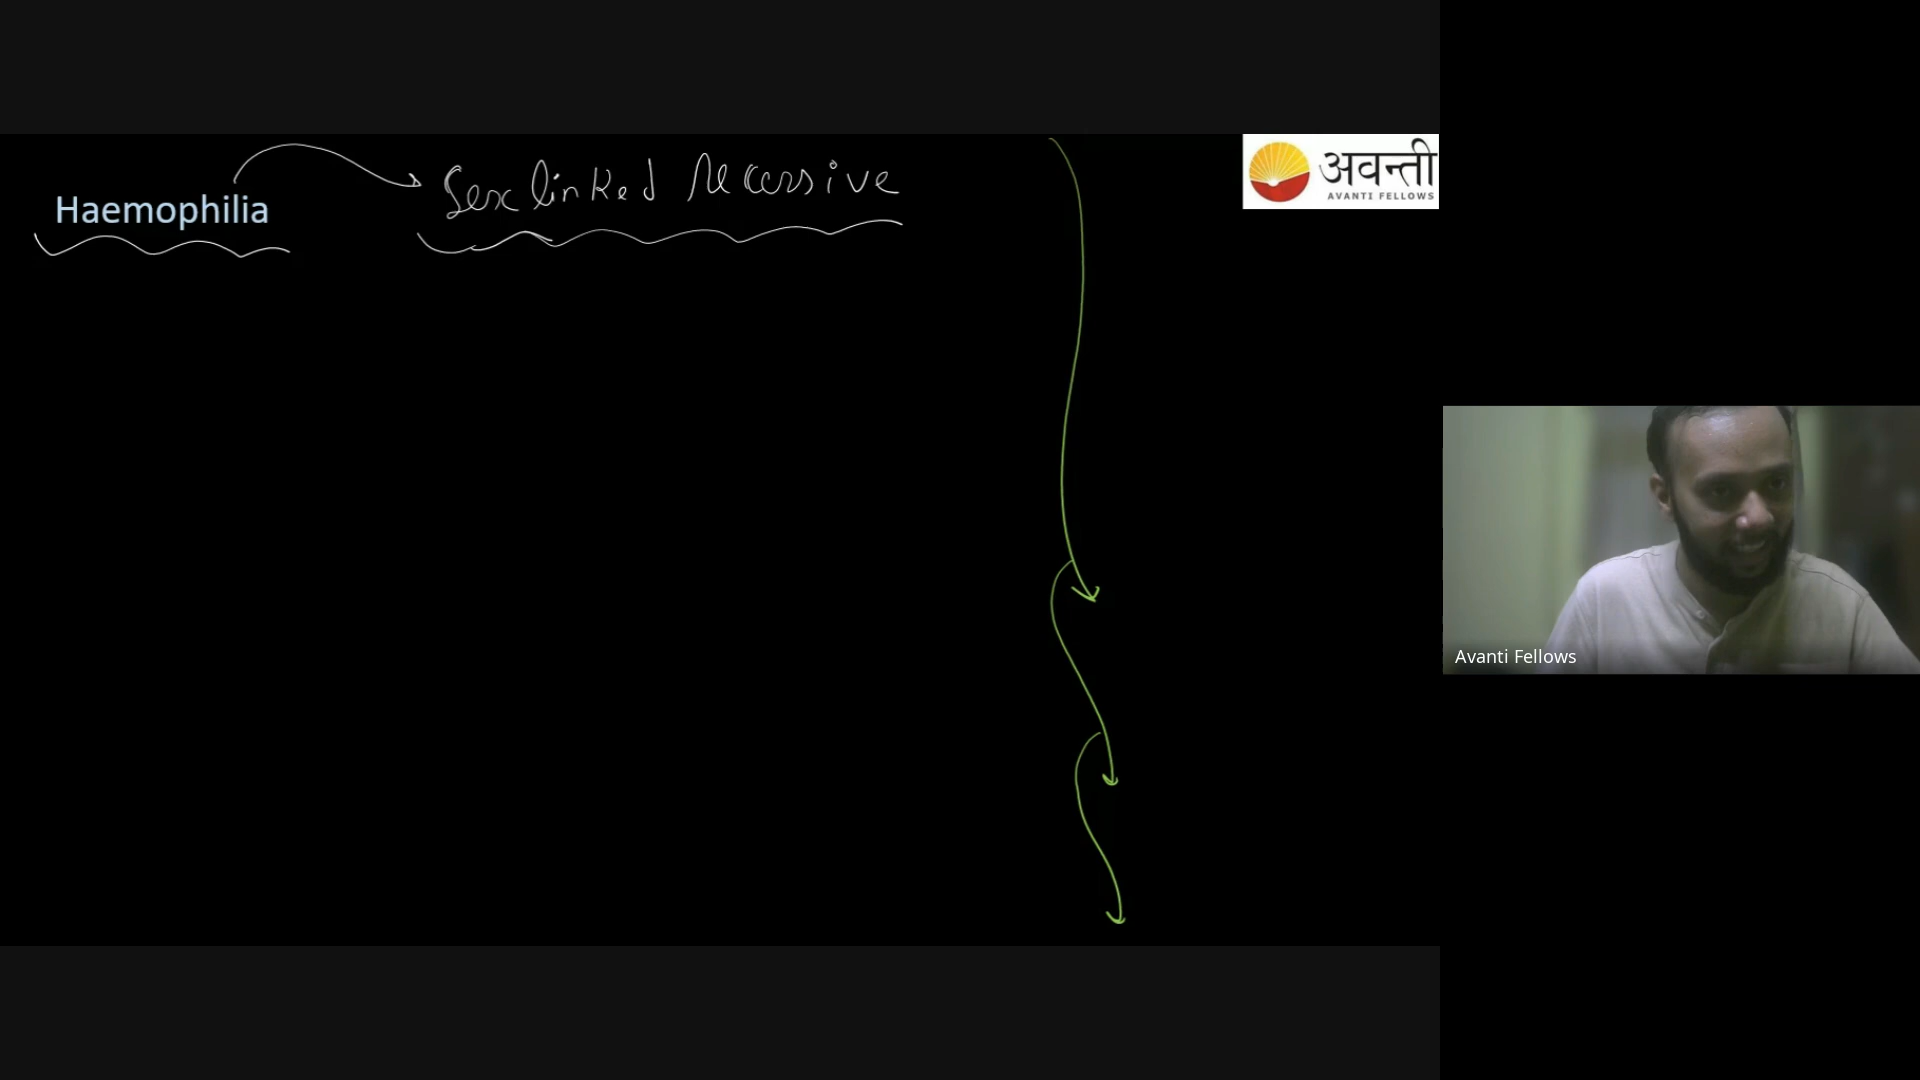 Haemophilia
Sex linked recessive
अवन्ती
AVANTI FELLOWS
Avanti Fellows